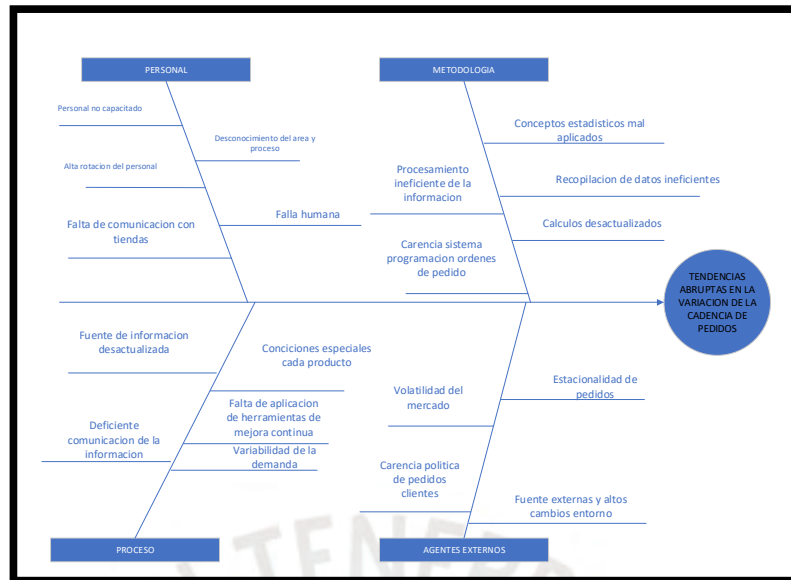 PERSONAL
METODOLOGIA
Personal no capacitado
Desconocimiento del area y
proceso
Alta rotacion del personal
Falla humana
Falta de comunicacion con
tiendas
Conceptos estadisticos mal
aplicados
Procesamiento
ineficiente de la
informacion
Recopilacion de datos ineficientes
Calculos desactualizados
Carencia sistema
programacion ordenes
de pedido
TENDENCIAS
ABRUPTAS EN LA
VARIACION DE LA
CADENCIA DE
PEDIDOS
Fuente de informacion
desactualizada
Conciciones especiales
cada producto
Falta de aplicacion
de herramientas de
mejora continua
Deficiente
comunicacion de la
informacion
Variabilidad de la
demanda
Volatilidad del
mercado
Estacionalidad de
pedidos
Carencia politica
de pedidos
clientes
Fuente externas y altos
cambios entorno
PROCESO
AGENTES EXTERNOS